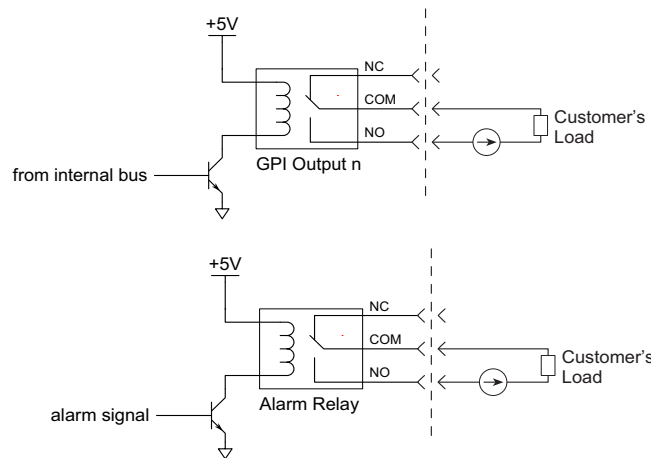 +5V
NC
COM
NO
GPI Output n
Customer's
Load
from internal bus
+5V
NC
COM
NO
Alarm Relay
Customer's
Load
alarm signal